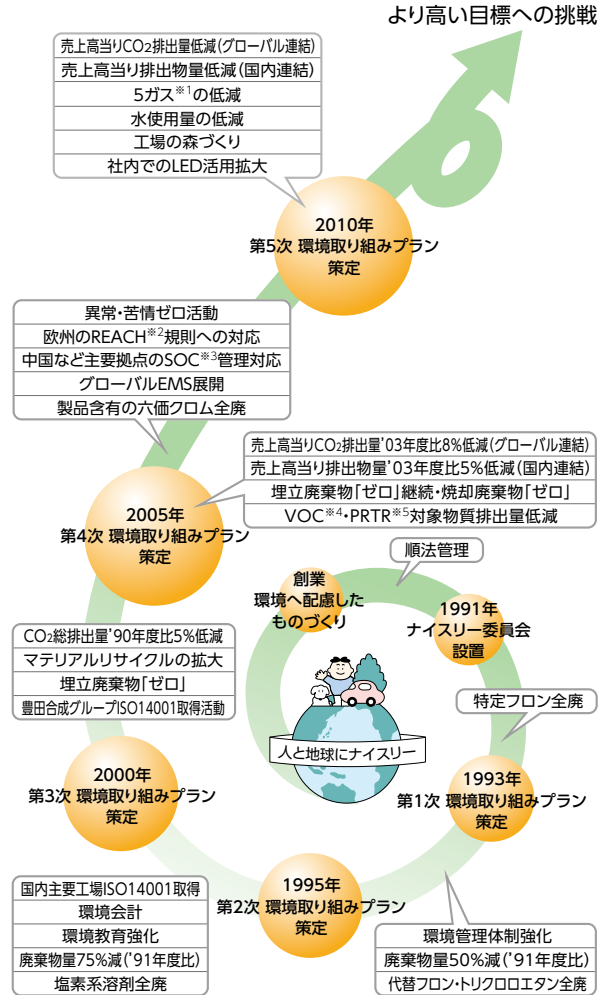 より高い目標への挑戦
売上高当りCO2排出量低減(グローバル連結)
売上高当り排出物量低減(国内連結)
5ガス※1の低減
水使用量の低減
工場の森づくり
社内でのLED活用拡大
2010年
第5次 環境取り組みプラン
策定
異常・苦情ゼロ活動
欧州のREACH※2規則への対応
中国など主要拠点のSOC※3管理対応
グローバルEMS展開
製品含有の六価クロム全廃
売上高当りCO2排出量'03年度比8%低減(グローバル連結)
売上高当り排出物量'03年度比5%低減(国内連結)
埋立廃棄物「ゼロ」継続・焼却廃棄物「ゼロ」
VOC※4・PRTR※5対象物質排出量低減
2005年
第4次 環境取り組みプラン
策定
順法管理
創業
環境へ配慮した
ものづくり
1991年
ナイスリー委員会
設置
CO2総排出量'90年度比5%低減
マテリアルリサイクルの拡大
埋立廃棄物「ゼロ」
豊田合成グループISO14001取得活動
特定フロン全廃
人と地球にナイスリー
2000年
第3次 環境取り組みプラン
策定
1993年
第1次 環境取り組みプラン
策定
国内主要工場ISO14001取得
環境会計
環境教育強化
廃棄物量75%減('91年度比)
塩素系溶剤全廃
1995年
第2次 環境取り組みプラン
策定
環境管理体制強化
廃棄物量50%減('91年度比)
代替フロン・トリクロロエタン全廃